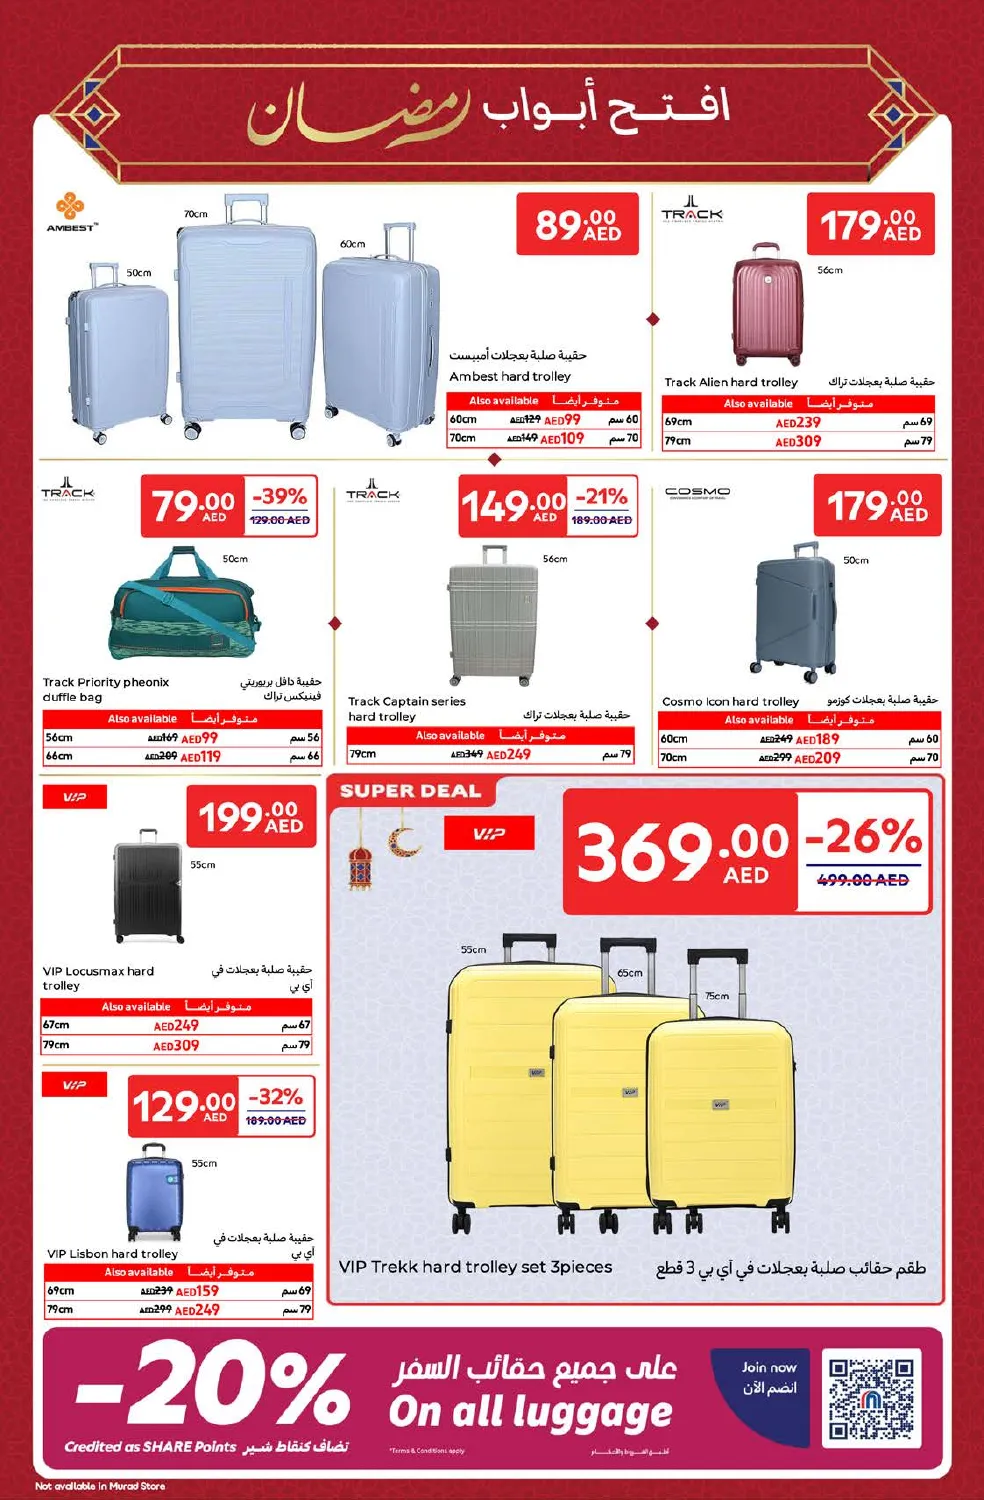 افتح أبواب رمضان
AMBEST™
50cm
70cm
60cm
89.00
AED
حقيبة صلبة بعجلات أمبيست
Ambest hard trolley
Also available متوفر أيضاً
60cm AED129 AED99 60 سم
70cm AED149 AED109 70 سم
TRACK
179.00
AED
56cm
Track Alien hard trolley حقيبة صلبة بعجلات تراك
Also available متوفر أيضاً
69cm AED239 69 سم
79cm AED309 79 سم
TRACK
79.00
AED
-39%
129.00 AED
50cm
Track Priority pheonix
duffle bag
حقيبة دافل بريوريتي
فينيكس تراك
Also available متوفر أيضاً
56cm AED169 AED99 56 سم
66cm AED209 AED119 66 سم
TRACK
149.00
AED
-21%
189.00 AED
56cm
Track Captain series
hard trolley
حقيبة صلبة بعجلات تراك
Also available متوفر أيضاً
79cm AED349 AED249 79 سم
COSMO
179.00
AED
50cm
Cosmo Icon hard trolley حقيبة صلبة بعجلات كوزمو
Also available متوفر أيضاً
60cm AED249 AED189 60 سم
70cm AED299 AED209 70 سم
VIP
199.00
AED
55cm
VIP Locusmax hard
trolley
حقيبة صلبة بعجلات في
آي بي
Also available متوفر أيضاً
67cm AED249 67 سم
79cm AED309 79 سم
VIP
129.00
AED
-32%
189.00 AED
55cm
VIP Lisbon hard trolley
حقيبة صلبة بعجلات في
آي بي
Also available متوفر أيضاً
69cm AED239 AED159 69 سم
79cm AED299 AED249 79 سم
SUPER DEAL
VIP
369.00
AED
-26%
499.00 AED
55cm
65cm
75cm
VIP
VIP
VIP
VIP Trekk hard trolley set 3pieces طقم حقائب صلبة بعجلات في آي بي 3 قطع
-20%
Credited as SHARE Points تضاف كنقاط شير
على جميع حقائب السفر
On all luggage
*Terms & Conditions apply تطبق الشروط والأحكام
Join now
انضم الآن
Not available in Murad Store